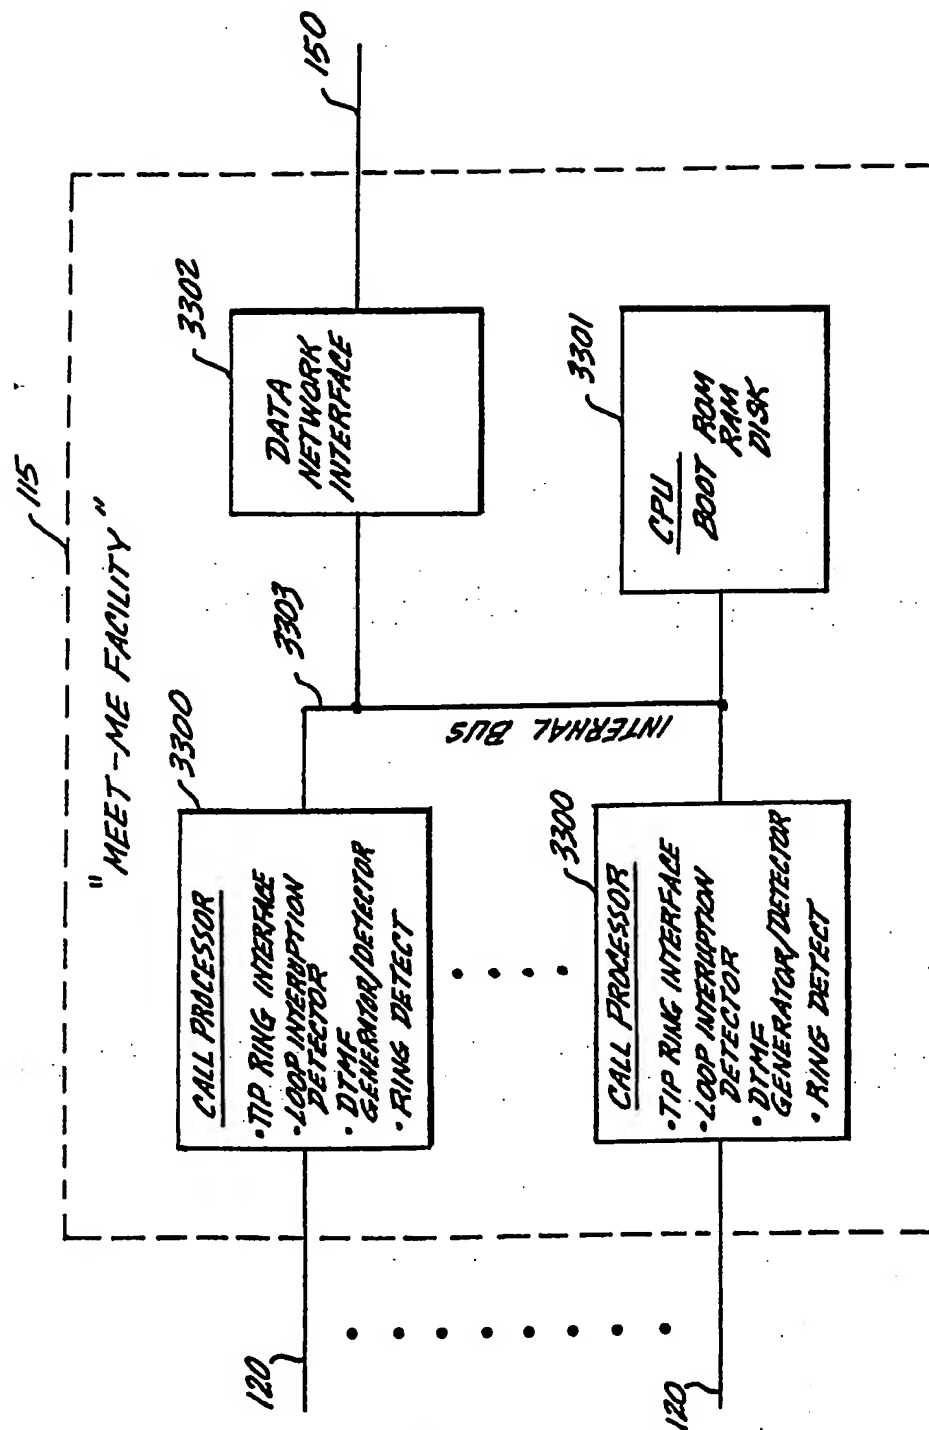 115
"MEET-ME FACILITY"
120
3300
CALL PROCESSOR
•TIP RING INTERFACE
•LOOP INTERRUPTION
DETECTOR
•DTMF
GENERATOR/DETECTOR
•RING DETECT
3303
INTERNAL BUS
3302
DATA
NETWORK
INTERFACE
150
120
3300
CALL PROCESSOR
•TIP RING INTERFACE
•LOOP INTERRUPTION
DETECTOR
•DTMF
GENERATOR/DETECTOR
•RING DETECT
3301
CPU
BOOT ROM
RAM
DISK